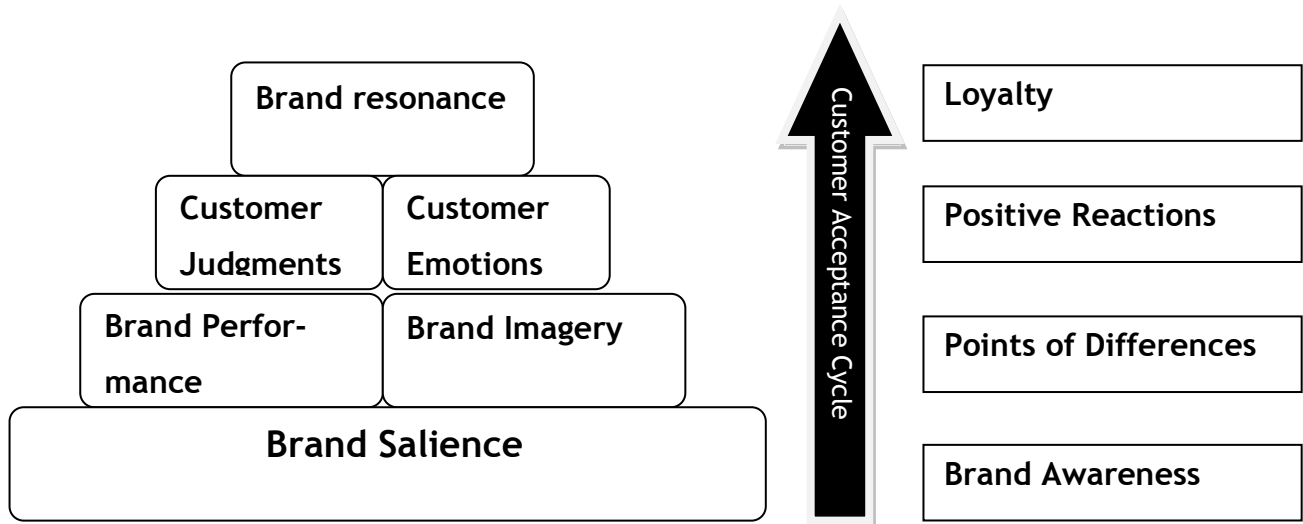 Brand resonance
Customer
Judgments
Customer
Emotions
Brand Perfor-
mance
Brand Imagery
Brand Salience
Customer Acceptance Cycle
Loyalty
Positive Reactions
Points of Differences
Brand Awareness